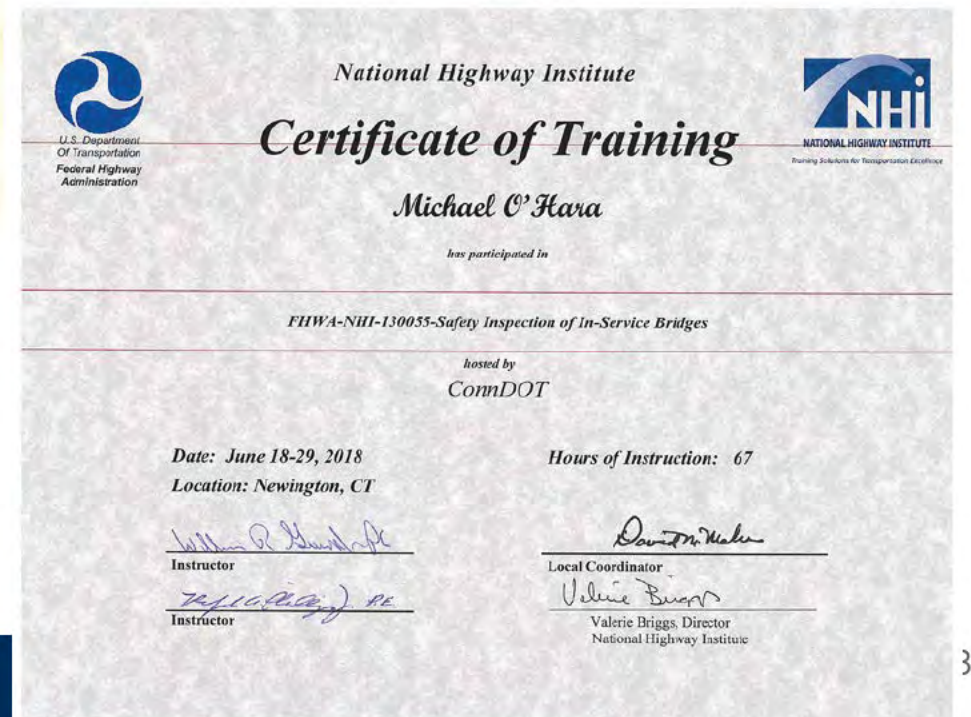 National Highway Institute
Certificate of Training
U.S. Department
Of Transportation
Federal Highway
Administration
NHi
NATIONAL HIGHWAY INSTITUTE
Training Solutions for Transportation Excellence
Michael O'Hara
has participated in
FHWA-NHI-130055-Safety Inspection of In-Service Bridges
hosted by
ConnDOT
Date: June 18-29, 2018
Hours of Instruction: 67
Location: Newington, CT
Instructor
Local Coordinator
Valerie Briggs
P.E.
Instructor
Valerie Briggs, Director
National Highway Institute